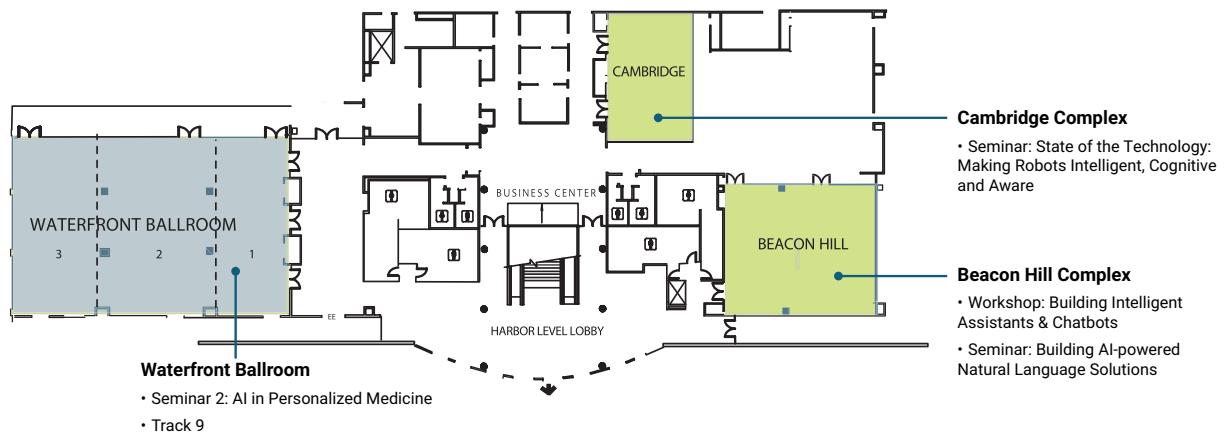 CAMBRIDGE
Cambridge Complex
• Seminar: State of the Technology:
Making Robots Intelligent, Cognitive
and Aware
BUSINESS CENTER
WATERFRONT BALLROOM
3
2
1
BEACON HILL
Beacon Hill Complex
• Workshop: Building Intelligent
Assistants & Chatbots
• Seminar: Building AI-powered
Natural Language Solutions
EE
HARBOR LEVEL LOBBY
Waterfront Ballroom
• Seminar 2: AI in Personalized Medicine
• Track 9